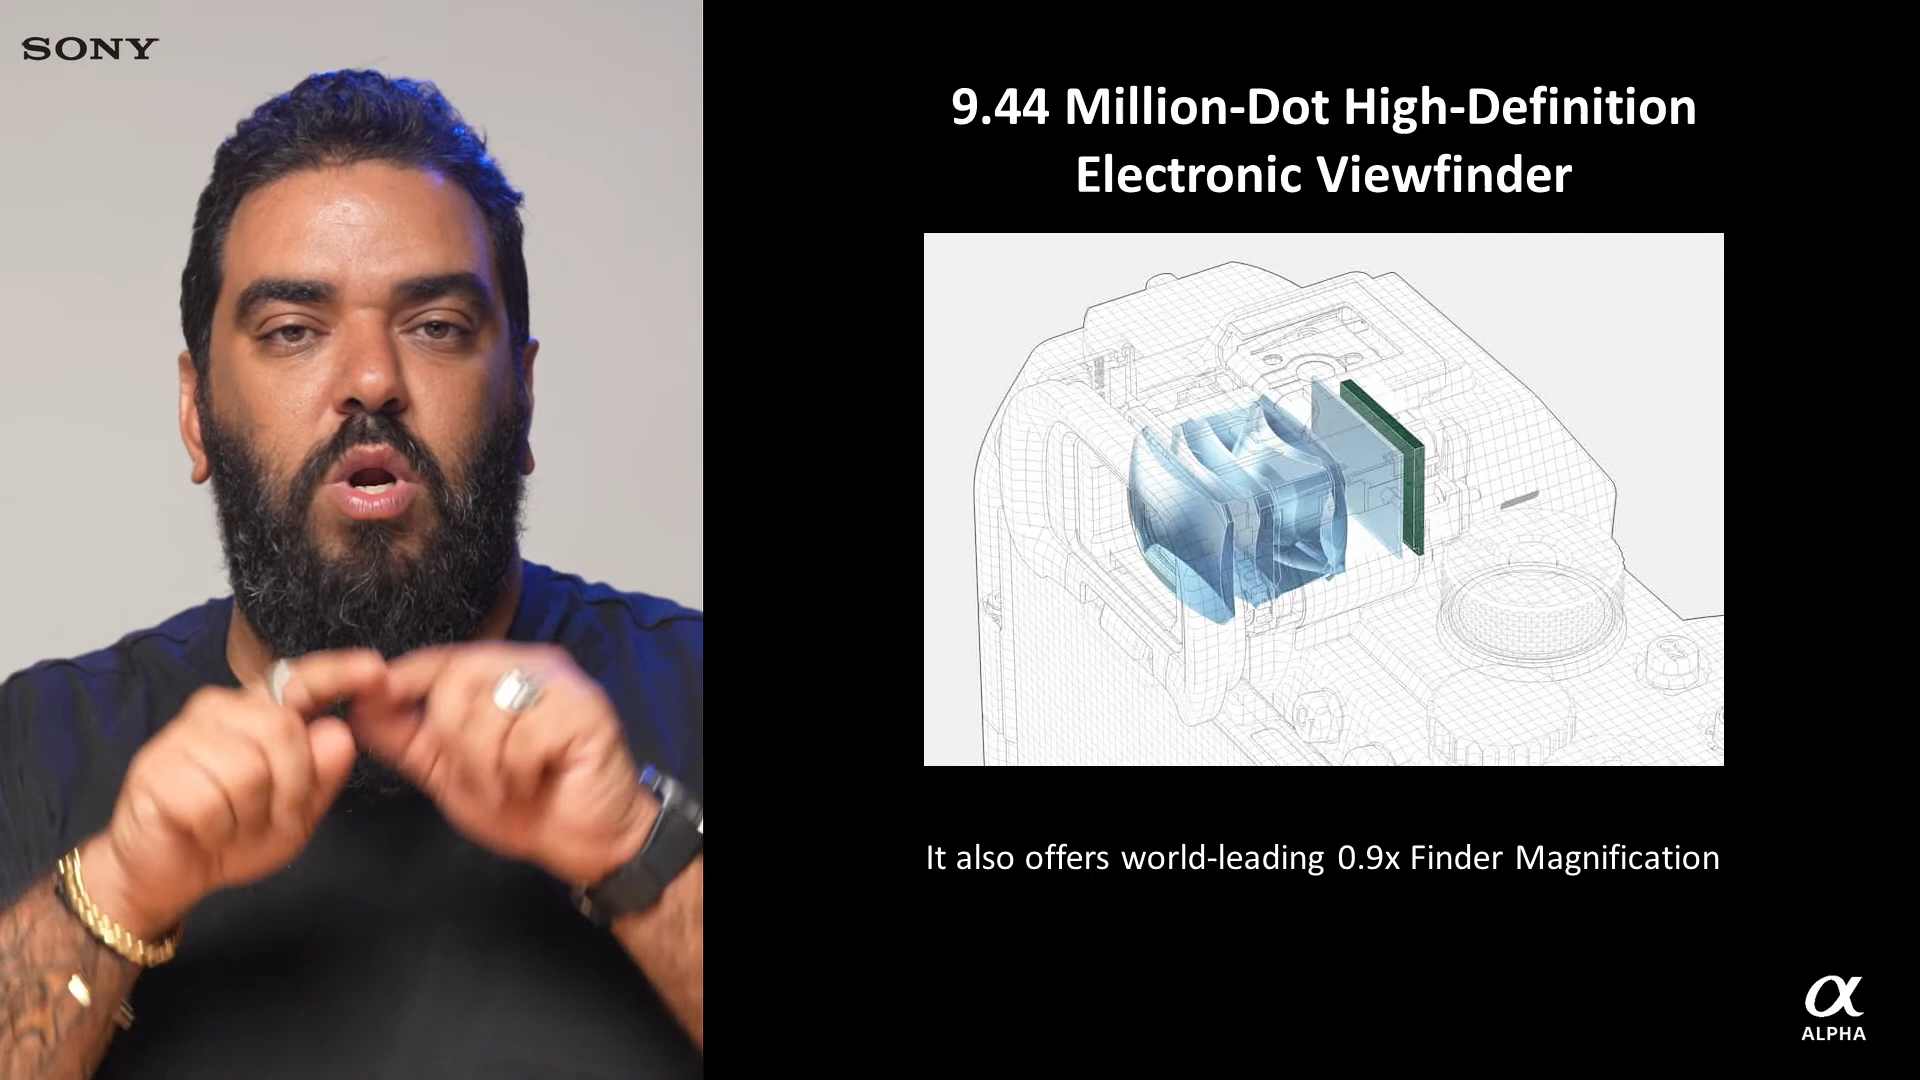 SONY
9.44 Million-Dot High-Definition
Electronic Viewfinder
It also offers world-leading 0.9x Finder Magnification
α
ALPHA